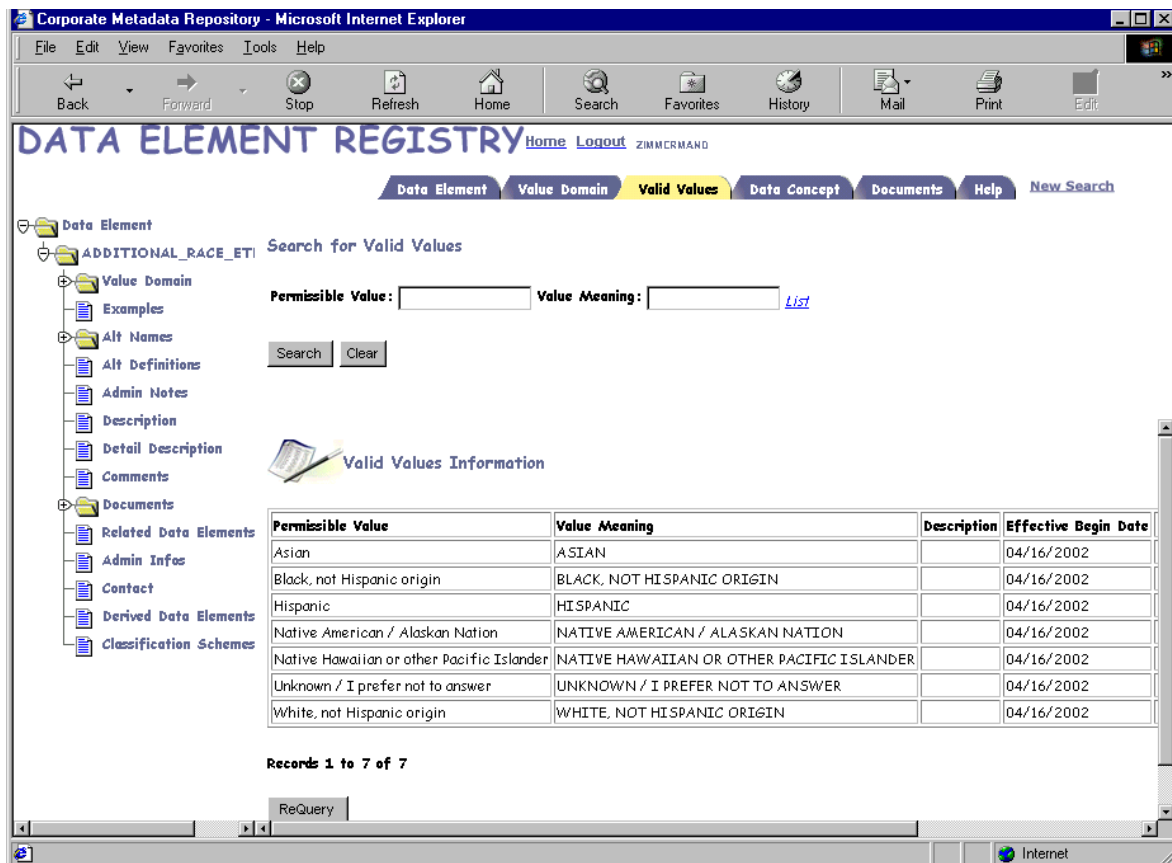 Corporate Metadata Repository - Microsoft Internet Explorer
File Edit View Favorites Tools Help
Back Forward Stop Refresh Home Search Favorites History Mail Print Edit
DATA ELEMENT REGISTRY Home Logout ZIMMERMAND
Data Element Value Domain Valid Values Data Concept Documents Help New Search
Data Element
ADDITIONAL_RACE_ET
Value Domain
Examples
Alt Names
Alt Definitions
Admin Notes
Description
Detail Description
Comments
Documents
Related Data Elements
Admin Infos
Contact
Derived Data Elements
Classification Schemes
Search for Valid Values
Permissible Value: Value Meaning: List
Search Clear
Valid Values Information
Permissible Value Value Meaning Description Effective Begin Date
Asian ASIAN 04/16/2002
Black, not Hispanic origin BLACK, NOT HISPANIC ORIGIN 04/16/2002
Hispanic HISPANIC 04/16/2002
Native American / Alaskan Nation NATIVE AMERICAN / ALASKAN NATION 04/16/2002
Native Hawaiian or other Pacific Islander NATIVE HAWAIIAN OR OTHER PACIFIC ISLANDER 04/16/2002
Unknown / I prefer not to answer UNKNOWN / I PREFER NOT TO ANSWER 04/16/2002
White, not Hispanic origin WHITE, NOT HISPANIC ORIGIN 04/16/2002
Records 1 to 7 of 7
ReQuery
Internet